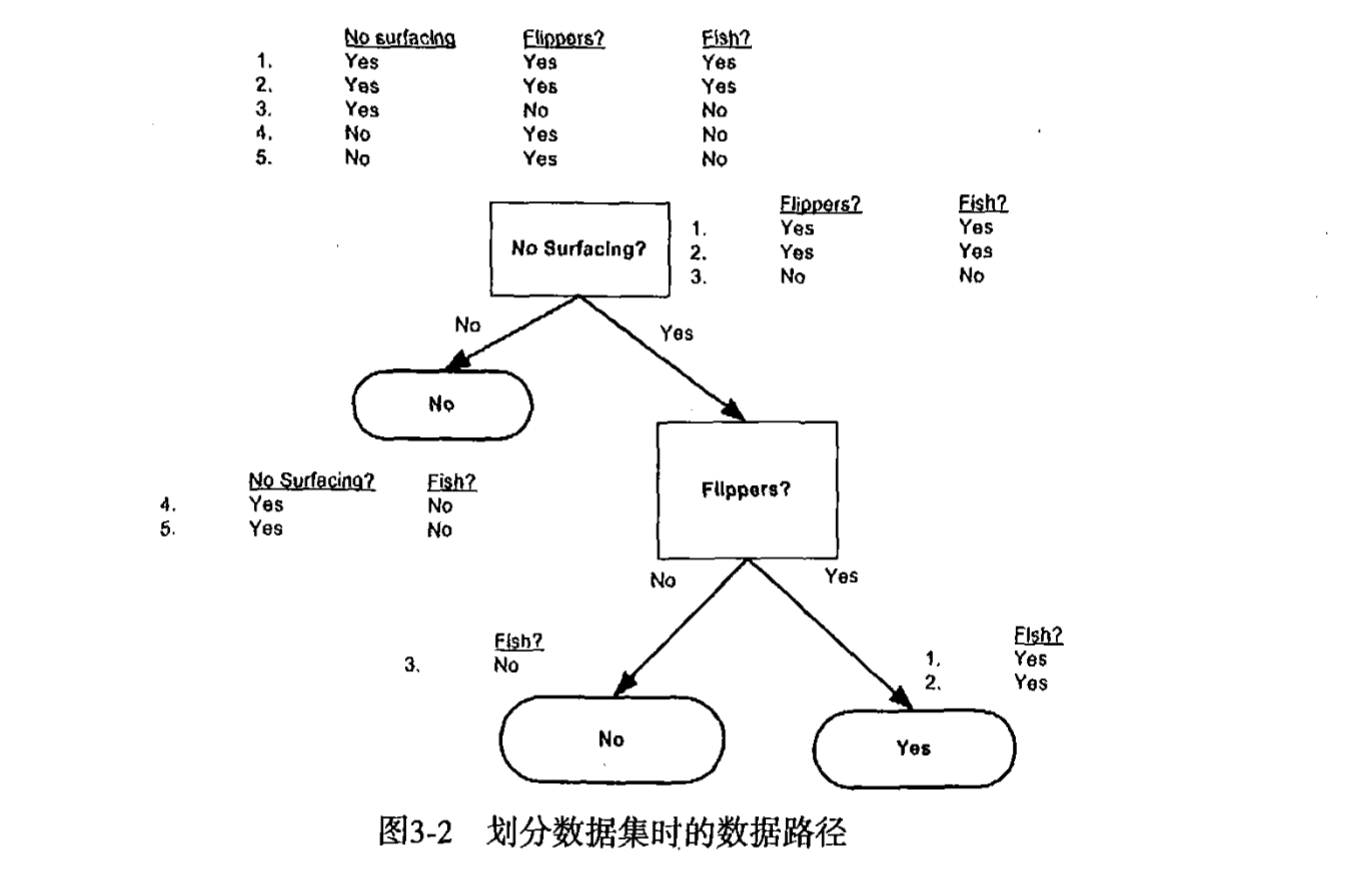 No surfacing Flippers? Fish?
1. Yes Yes Yes
2. Yes Yes Yes
3. Yes No No
4. No Yes No
5. No Yes No
Flippers? Fish?
1. Yes Yes
2. Yes Yes
3. No No
No Surfacing?
No
Yes
No
No Surfacing? Fish?
4. Yes No
5. Yes No
Flippers?
No
Yes
Fish?
3. No
Fish?
1. Yes
2. Yes
No
Yes
图3-2 划分数据集时的数据路径